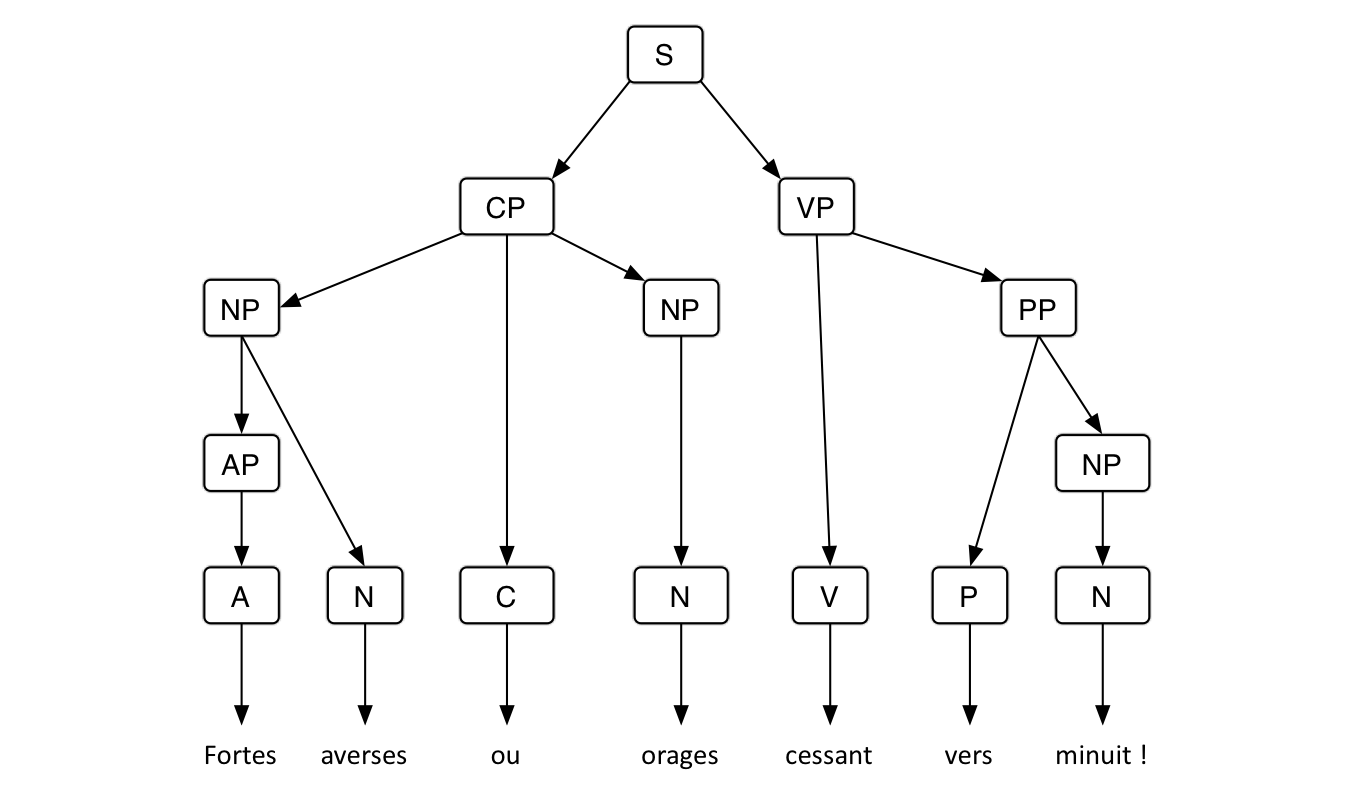 S
CP VP
NP NP PP
AP NP
A N C N V P N
Fortes averses ou orages cessant vers minuit !